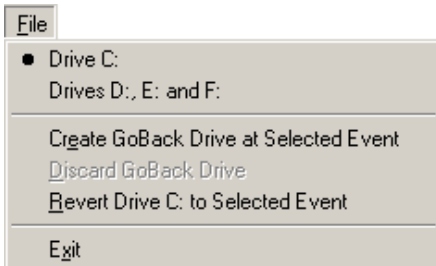 File
Drive C:
Drives D:, E: and F:
Create GoBack Drive at Selected Event
Discard GoBack Drive
Revert Drive C: to Selected Event
Exit